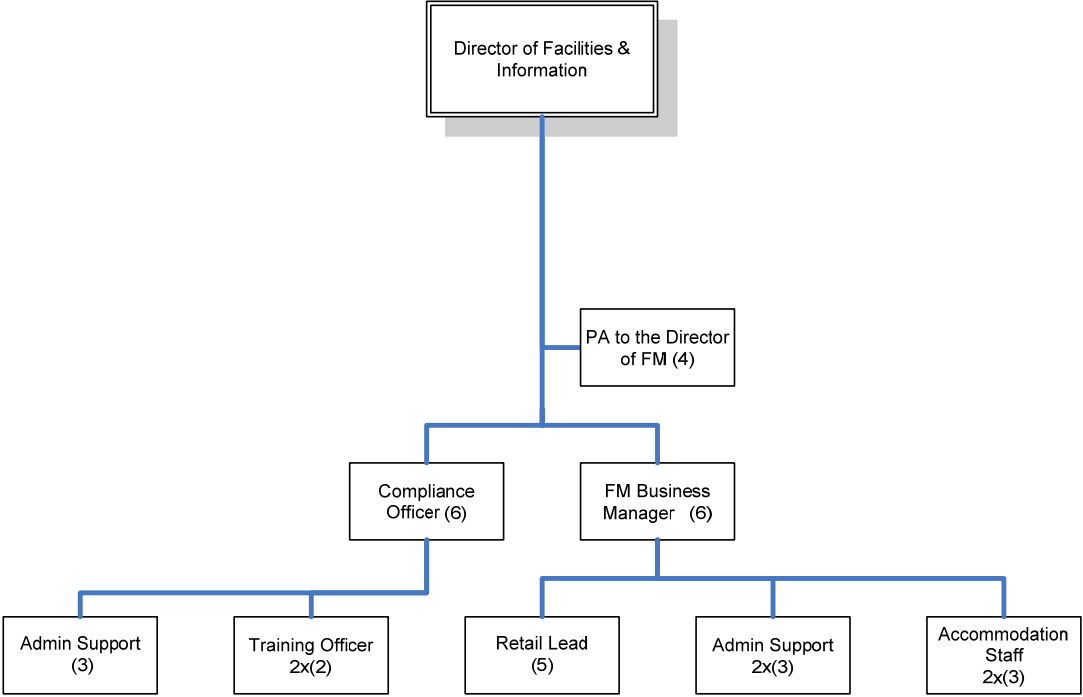 Director of Facilities &
Information
PA to the Director
of FM (4)
Compliance
Officer (6)
FM Business
Manager (6)
Admin Support
(3)
Training Officer
2x(2)
Retail Lead
(5)
Admin Support
2x(3)
Accommodation
Staff
2x(3)